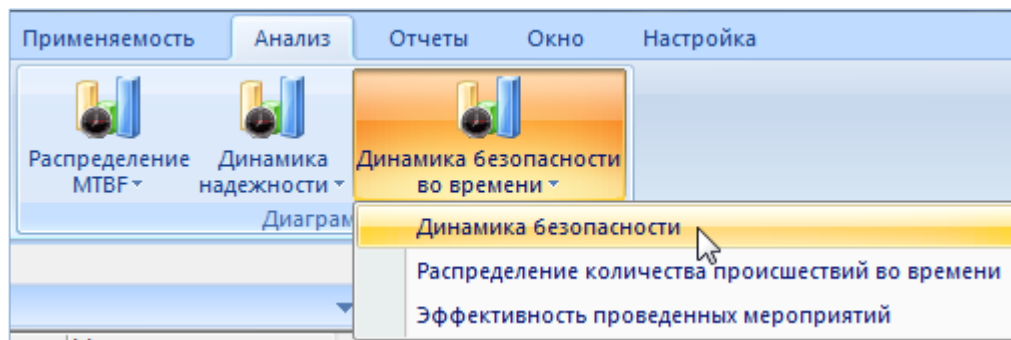 Применяемость Анализ Отчеты Окно Настройка
Распределение MTBF
Динамика надежности
Динамика безопасности во времени
Диаграм
Динамика безопасности
Распределение количества происшествий во времени
Эффективность проведенных мероприятий